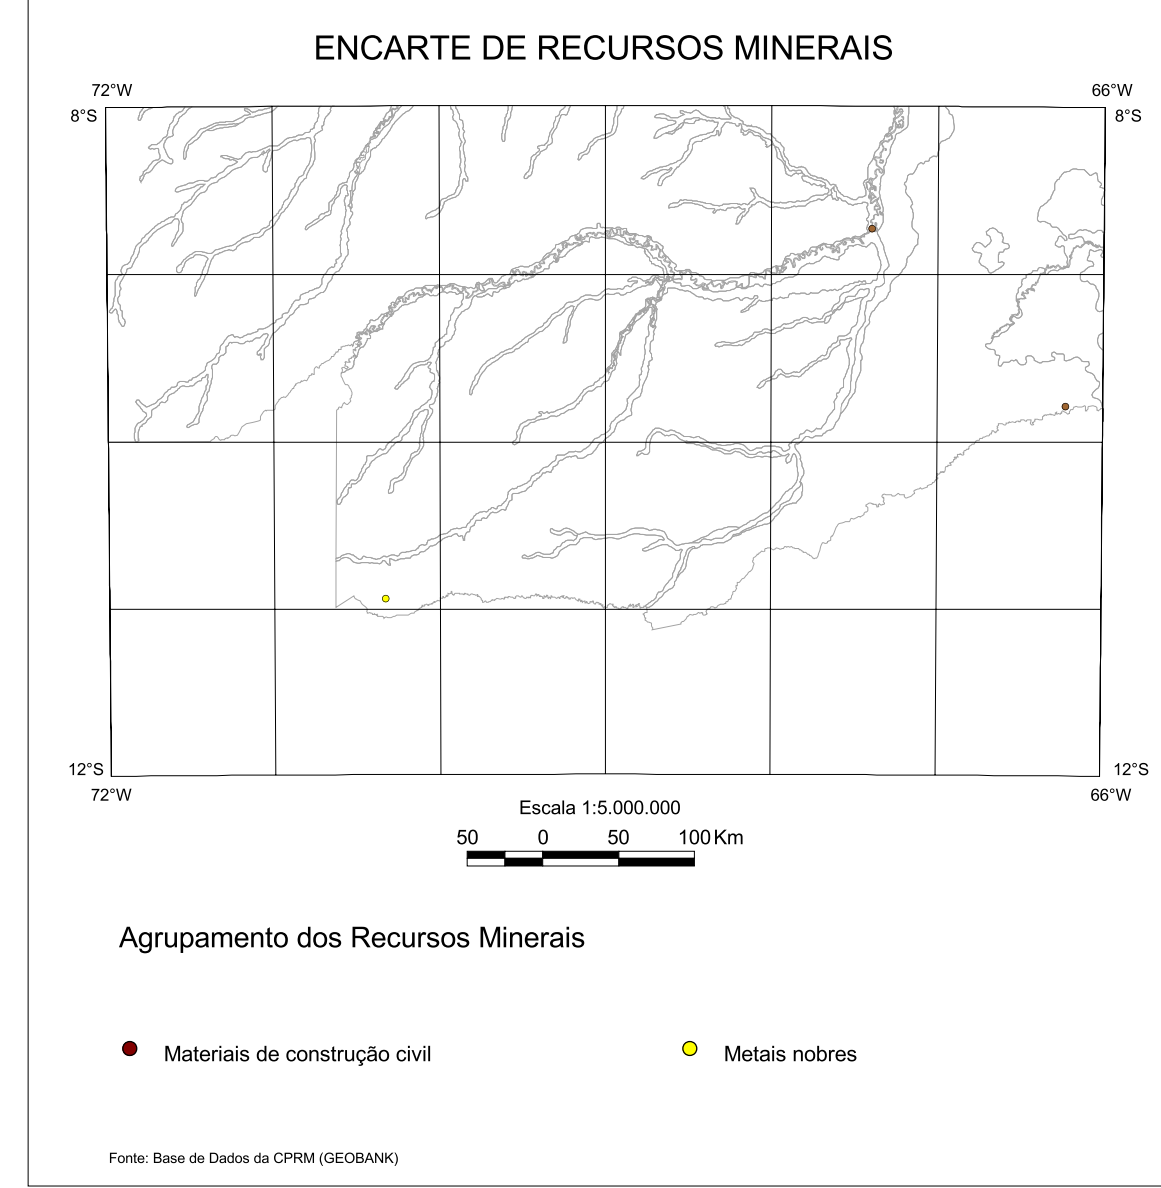 ENCARTE DE RECURSOS MINERAIS
72°W 66°W
8°S 8°S
12°S 12°S
72°W 66°W
Escala 1:5.000.000
50 0 50 100 Km
Agrupamento dos Recursos Minerais
Materiais de construção civil Metais nobres
Fonte: Base de Dados da CPRM (GEOBANK)